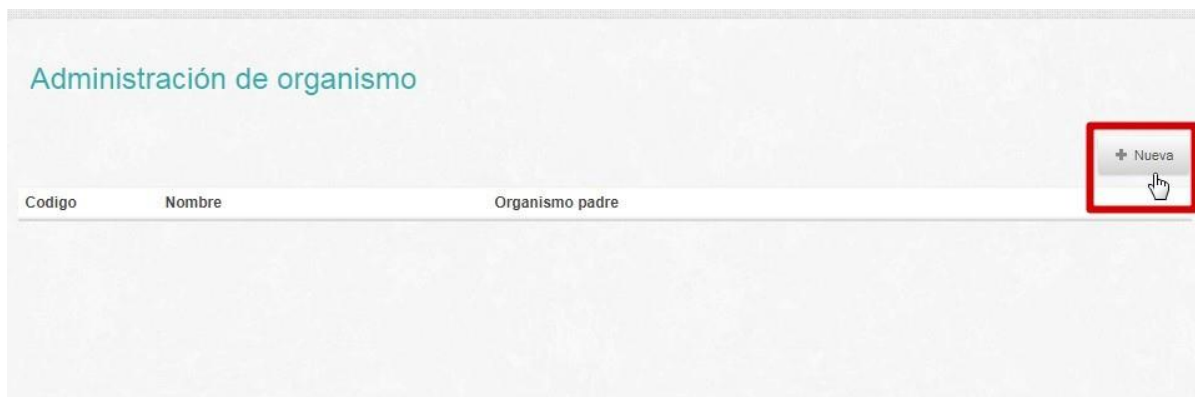 Administración de organismo
+ Nueva
Codigo Nombre Organismo padre